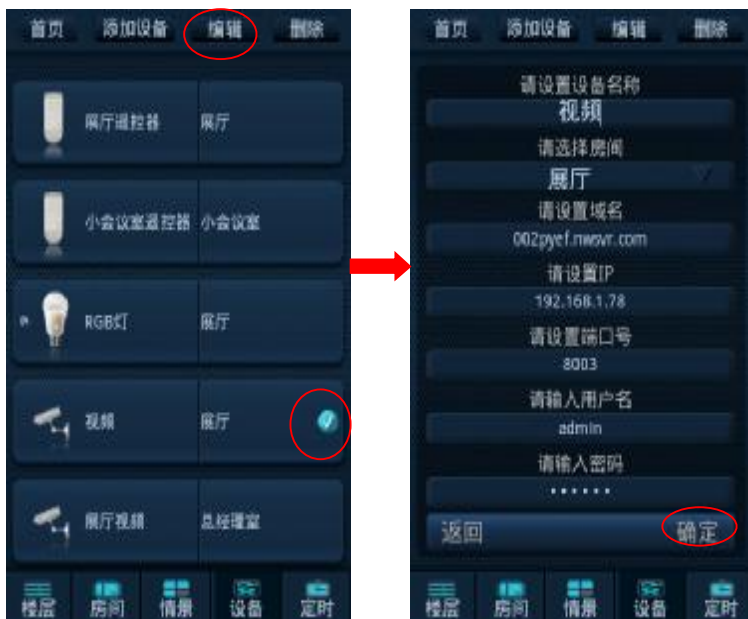 首页 添加设备 编辑 删除
展厅遥控器 展厅
小会议室遥控器 小会议室
RGB灯 展厅
视频 展厅
展厅视频 总经理室
楼层 房间 情景 设备 定时
首页 添加设备 编辑 删除
请设置设备名称
视频
请选择房间
展厅
请设置域名
002pyef.nwsvr.com
请设置IP
192.168.1.78
请设置端口号
8003
请输入用户名
admin
请输入密码
••••••
返回 确定
楼层 房间 情景 设备 定时